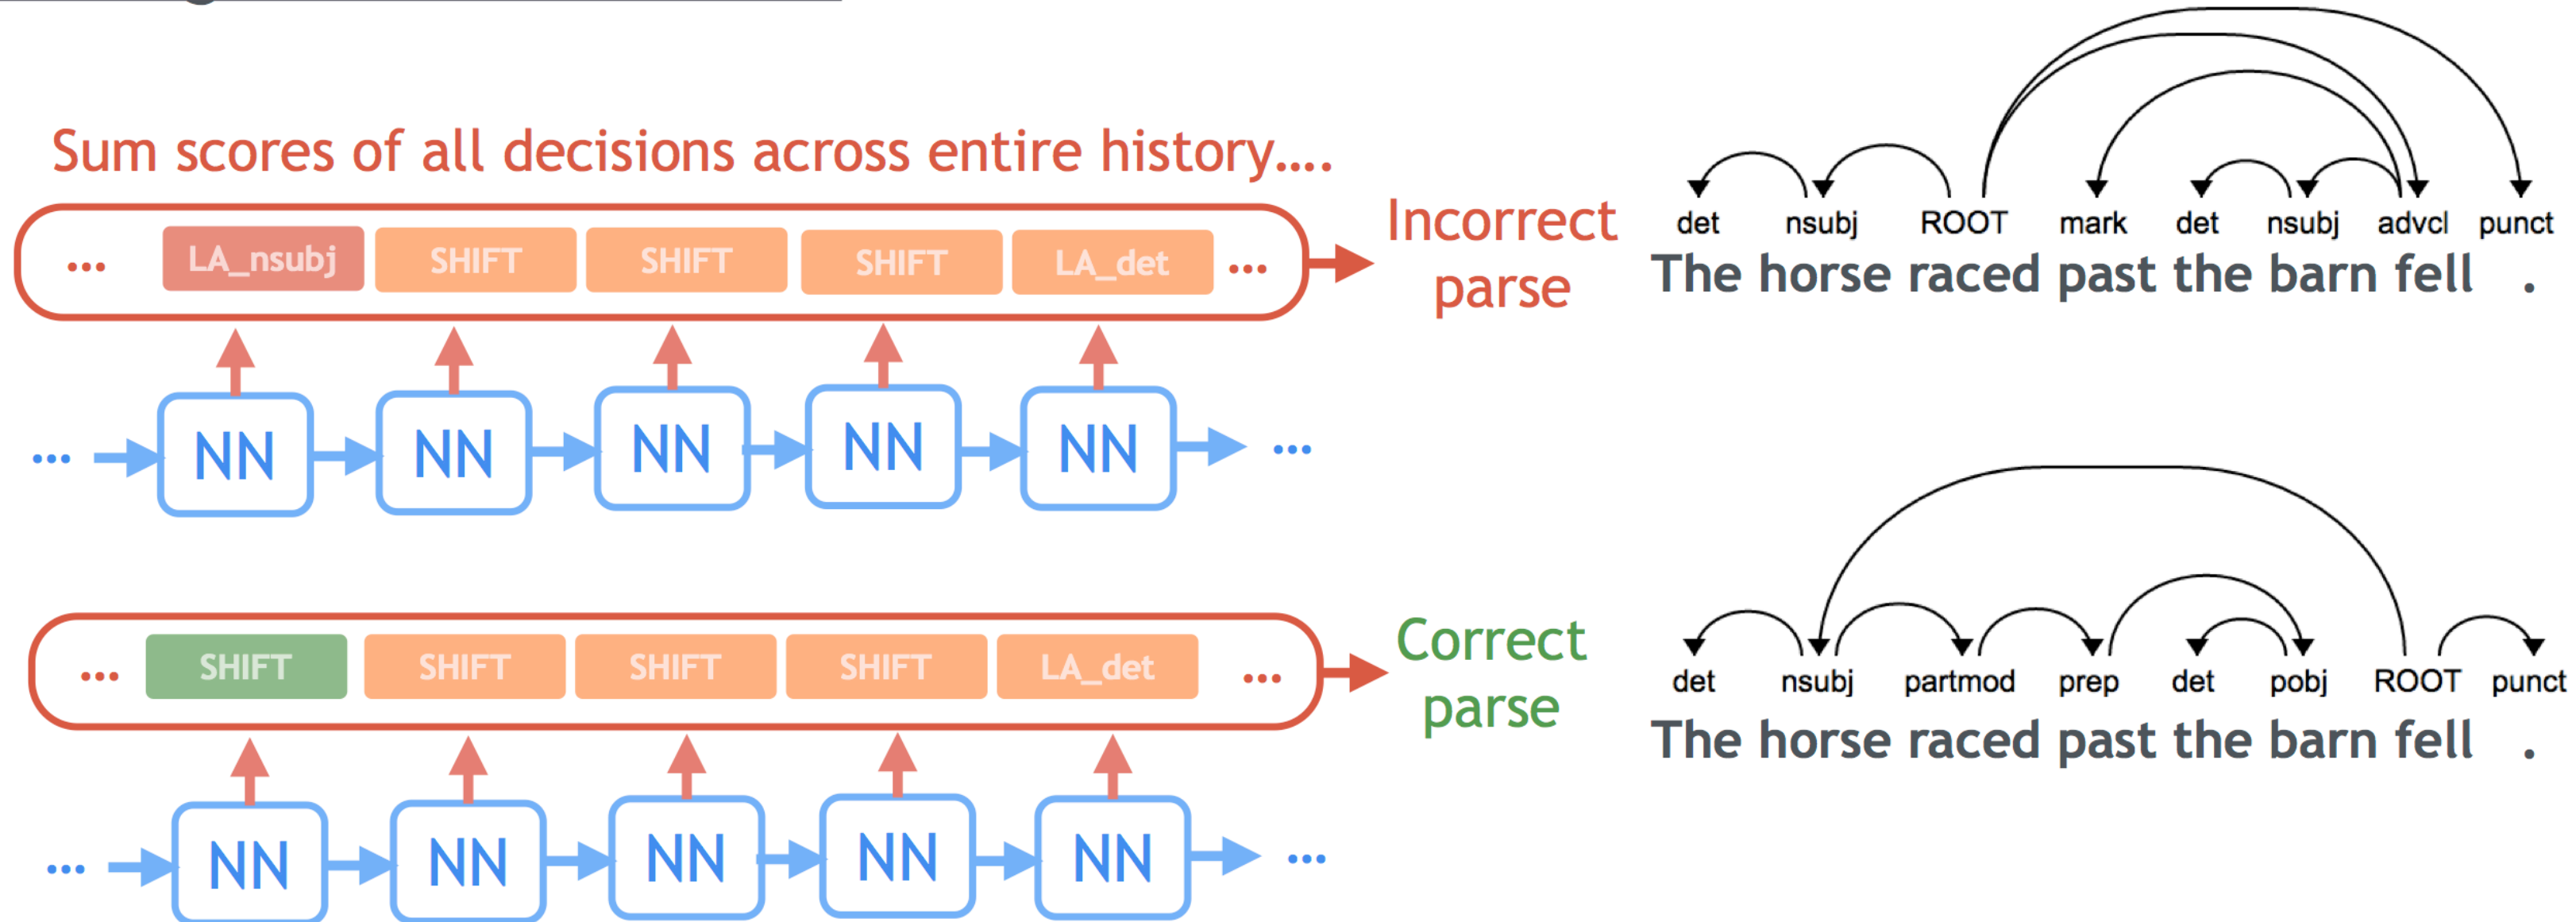 Sum scores of all decisions across entire history....
... LA_nsubj SHIFT SHIFT SHIFT LA_det ...
Incorrect
parse
det nsubj ROOT mark det nsubj advcl punct
The horse raced past the barn fell .
... NN NN NN NN NN ...
... SHIFT SHIFT SHIFT SHIFT LA_det ...
Correct
parse
det nsubj partmod prep det pobj ROOT punct
The horse raced past the barn fell .
... NN NN NN NN NN ...